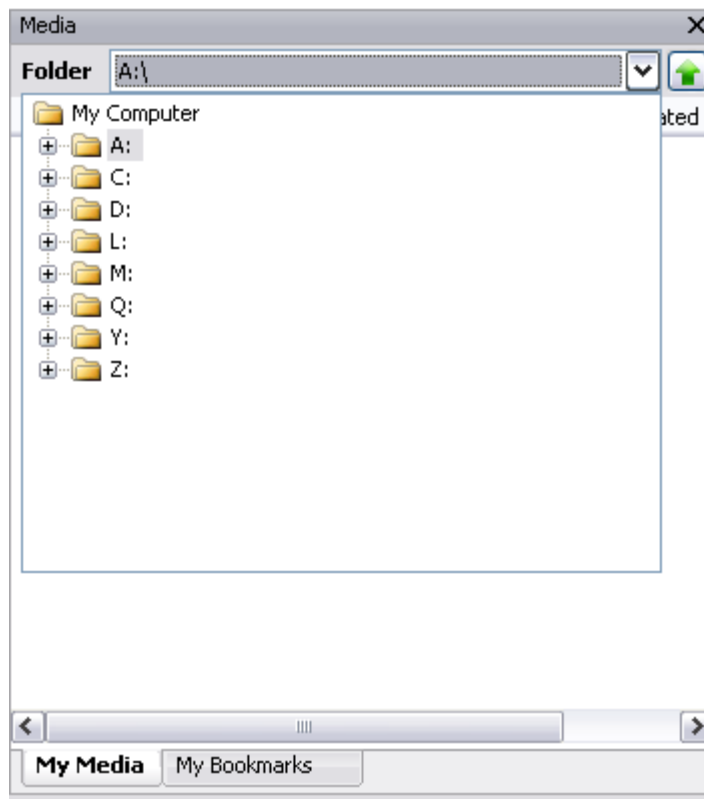 Media
Folder A:\
My Computer
ated
A:
C:
D:
L:
M:
Q:
Y:
Z:
My Media My Bookmarks